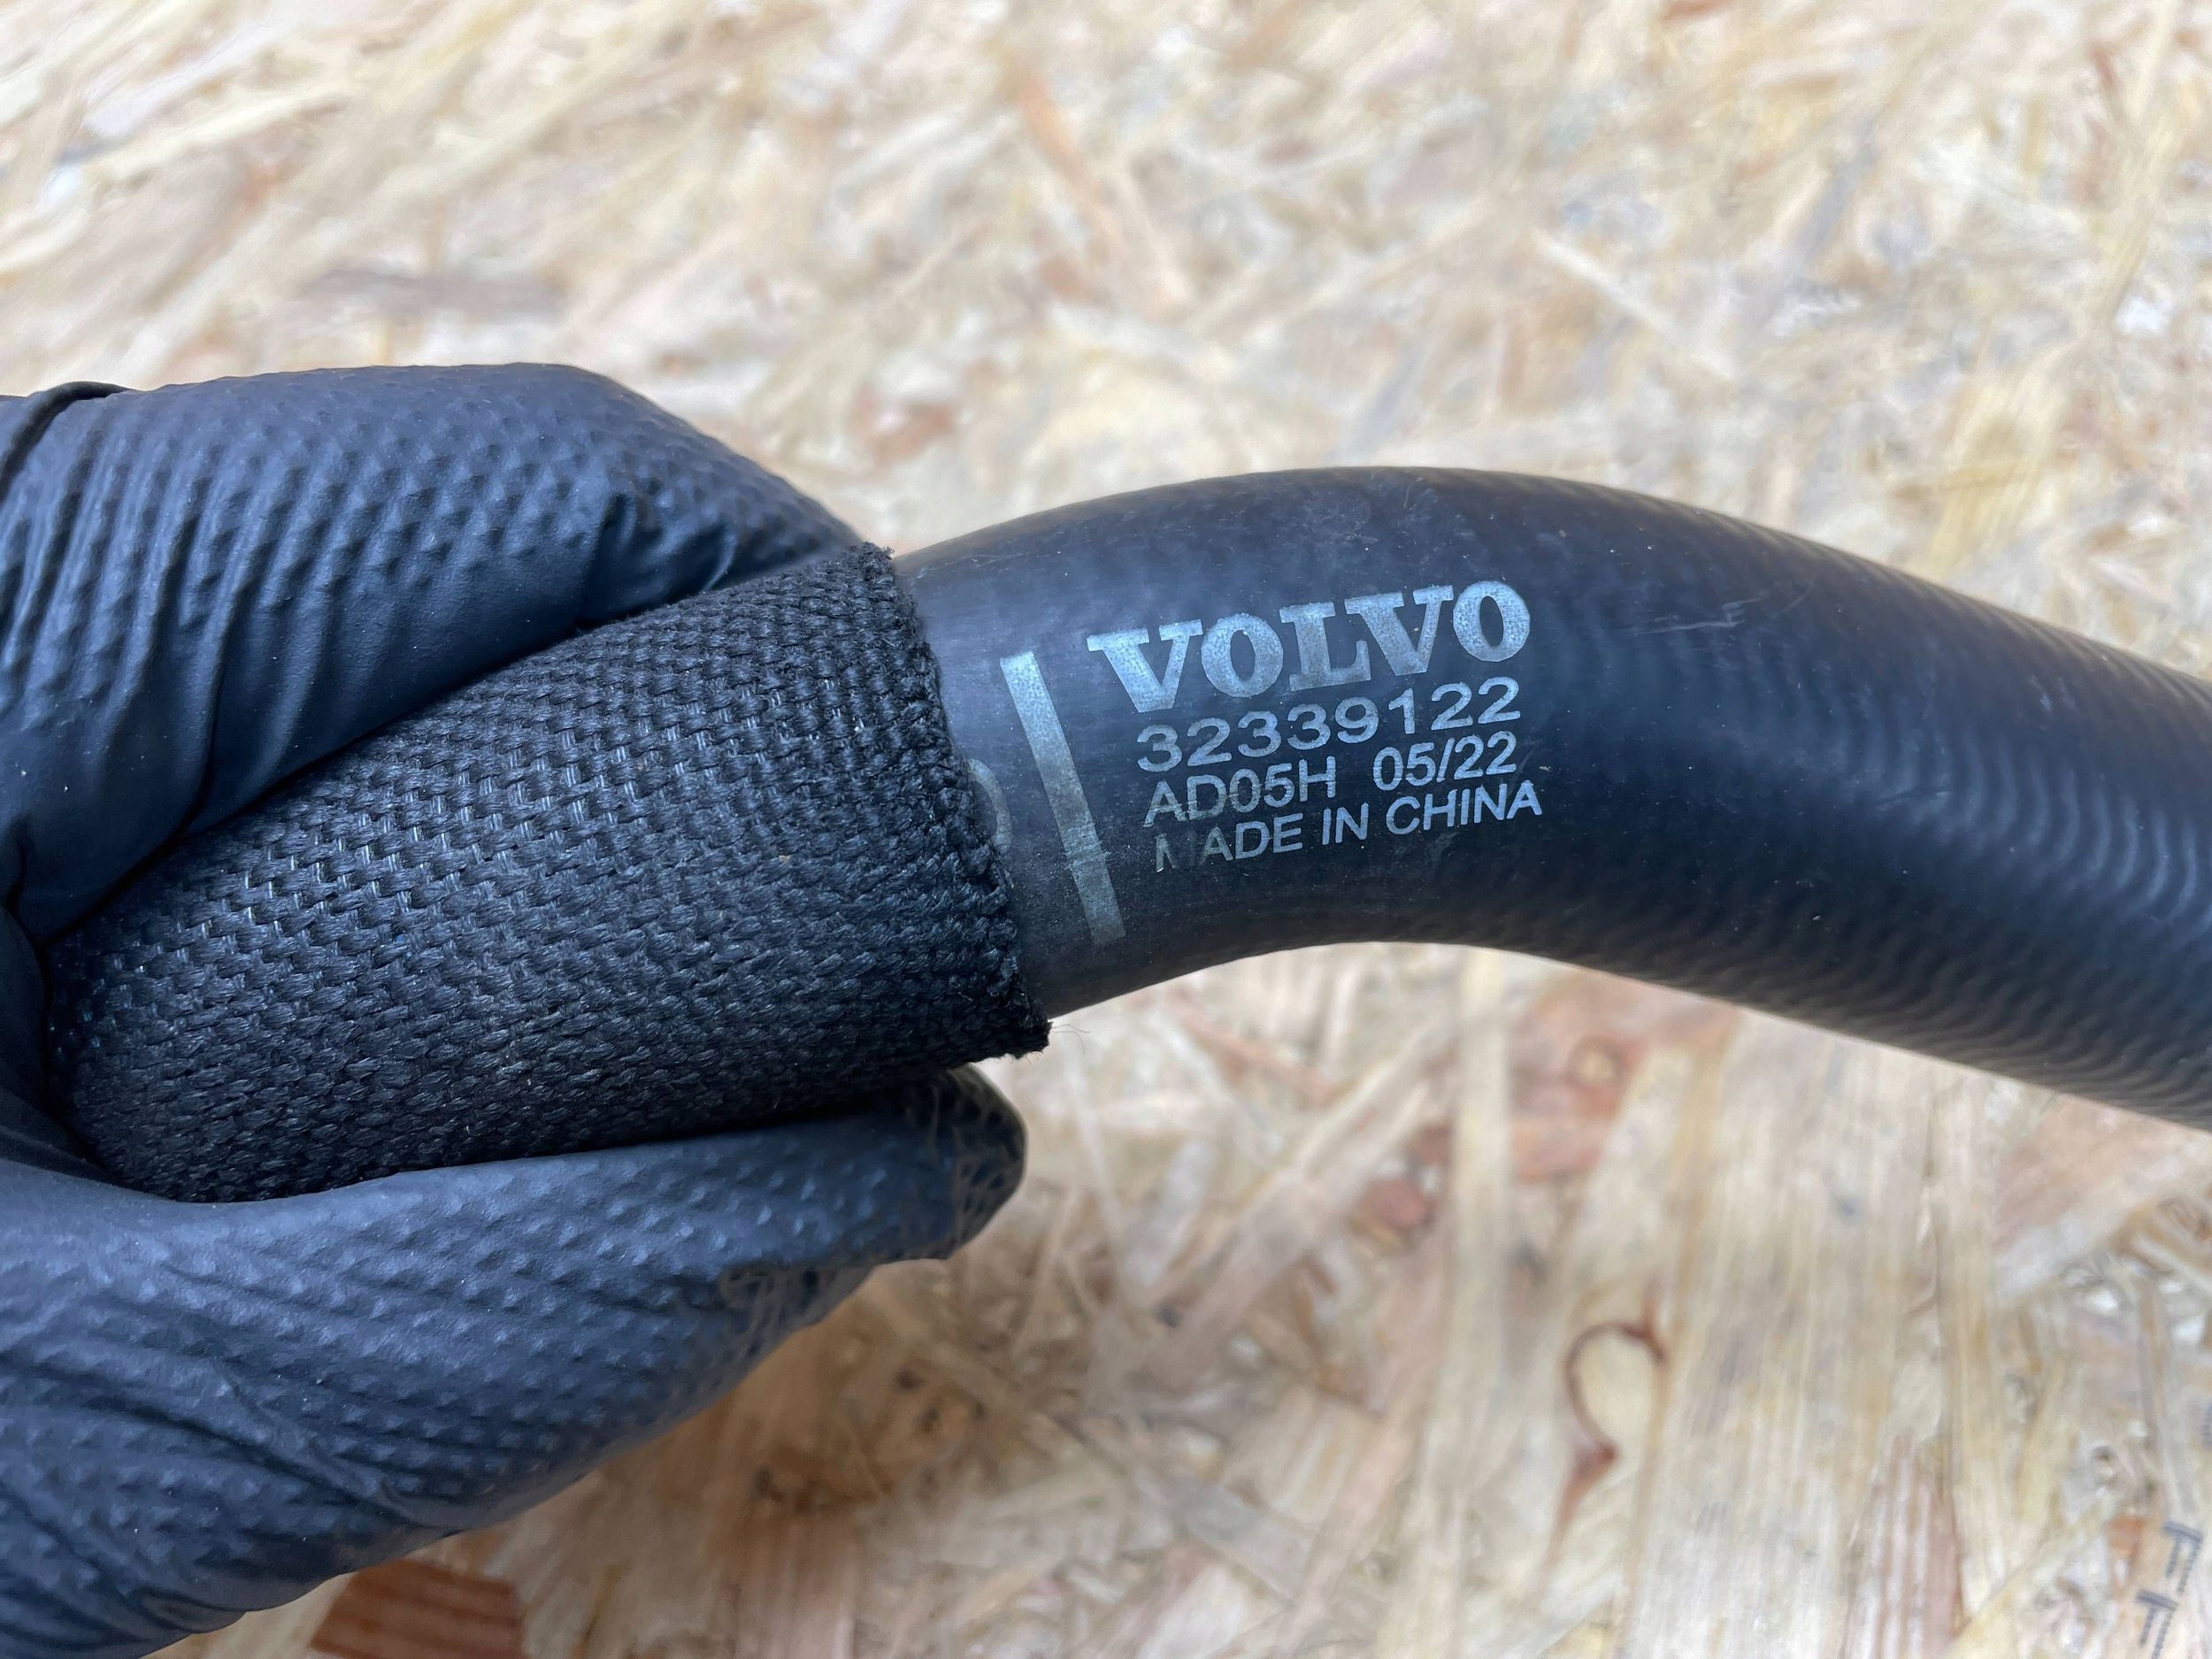 VOLVO
32339122
AD05H 05/22
MADE IN CHINA